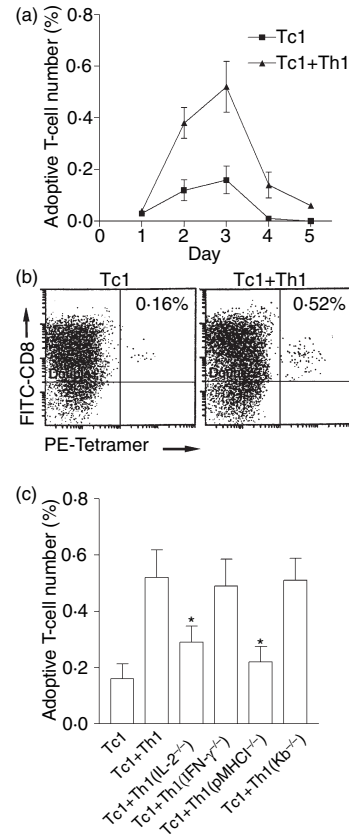 (a)
0·8
0·6
0·4
0·2
0·0
Adoptive T-cell number (%)
Tc1
Tc1+Th1
0 1 2 3 4 5
Day
(b)
Tc1
Tc1+Th1
0·16%
0·52%
FITC-CD8
PE-Tetramer
(c)
0·8
0·6
0·4
0·2
0·0
Adoptive T-cell number (%)
* *
Tc1
Tc1+Th1
Tc1+Th1(IL-2⁻/⁻)
Tc1+Th1(IFN-γ⁻/⁻)
Tc1+Th1(pMHCI⁻/⁻)
Tc1+Th1(Kb⁻/⁻)